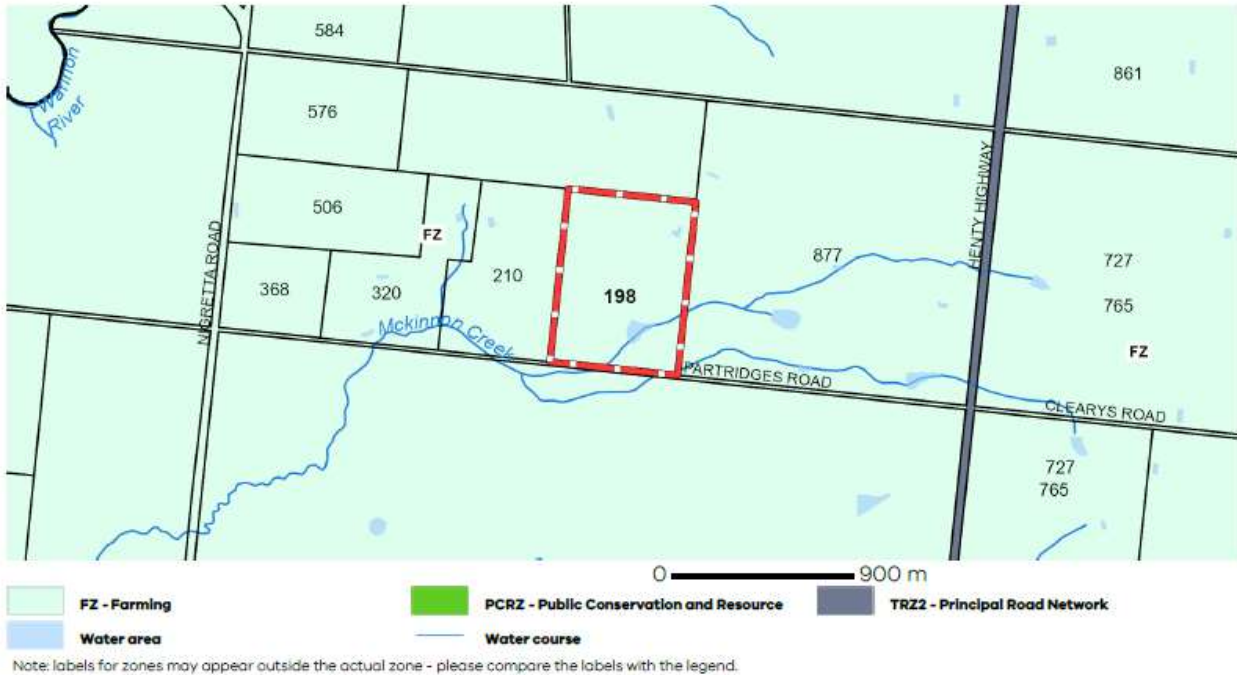 584
861
Wannon
River
576
NIGRETTA ROAD
HENTY HIGHWAY
506
FZ
210
877
727
368
320
198
765
Mckinnon Creek
FZ
PARTRIDGES ROAD
CLEARYS ROAD
727
765
0 900 m
FZ - Farming PCRZ - Public Conservation and Resource TRZ2 - Principal Road Network
Water area Water course
Note: labels for zones may appear outside the actual zone - please compare the labels with the legend.